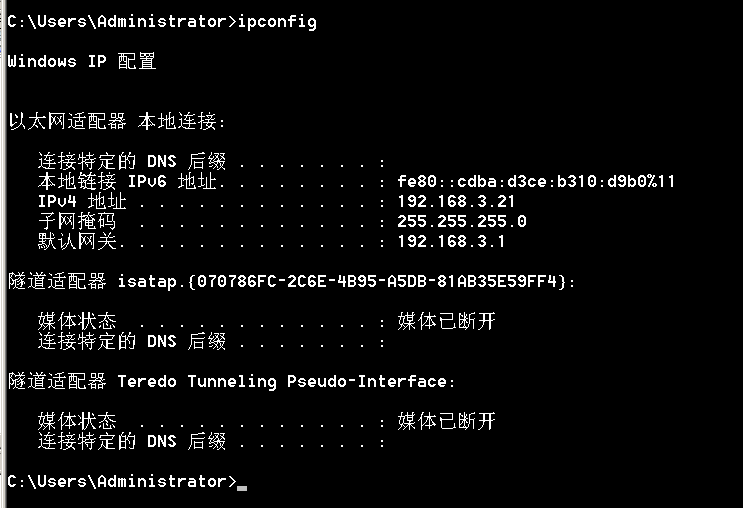 C:\Users\Administrator>ipconfig
Windows IP 配置
以太网适配器 本地连接:
连接特定的 DNS 后缀 . . . . . . . :
本地链接 IPv6 地址. . . . . . . . : fe80::cdba:d3ce:b310:d9b0%11
IPv4 地址 . . . . . . . . . . . . : 192.168.3.21
子网掩码  . . . . . . . . . . . . : 255.255.255.0
默认网关. . . . . . . . . . . . . : 192.168.3.1
隧道适配器 isatap.{070786FC-2C6E-4B95-A5DB-81AB35E59FF4}:
媒体状态  . . . . . . . . . . . . : 媒体已断开
连接特定的 DNS 后缀 . . . . . . . :
隧道适配器 Teredo Tunneling Pseudo-Interface:
媒体状态  . . . . . . . . . . . . : 媒体已断开
连接特定的 DNS 后缀 . . . . . . . :
C:\Users\Administrator>